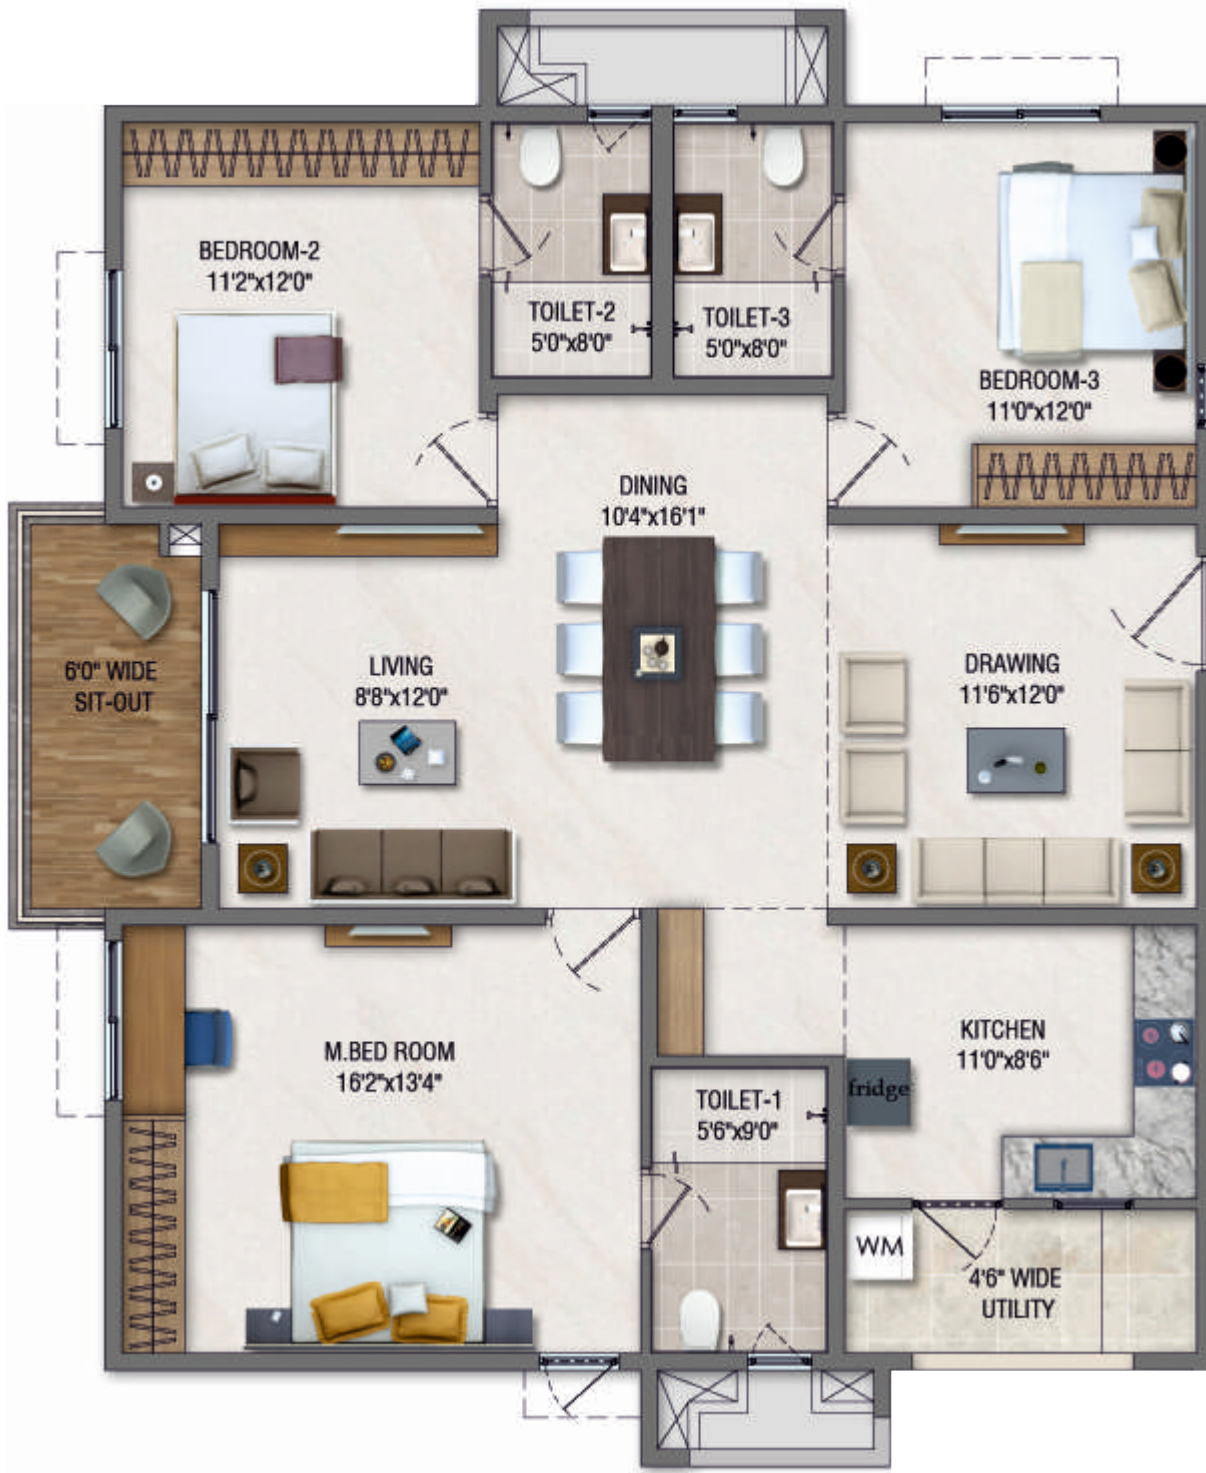 BEDROOM-2
11'2"x12'0"
TOILET-2
5'0"x8'0"
TOILET-3
5'0"x8'0"
BEDROOM-3
11'0"x12'0"
DINING
10'4"x16'1"
6'0" WIDE
SIT-OUT
LIVING
8'8"x12'0"
DRAWING
11'6"x12'0"
M.BED ROOM
16'2"x13'4"
KITCHEN
11'0"x8'6"
fridge
TOILET-1
5'6"x9'0"
WM
4'6" WIDE
UTILITY